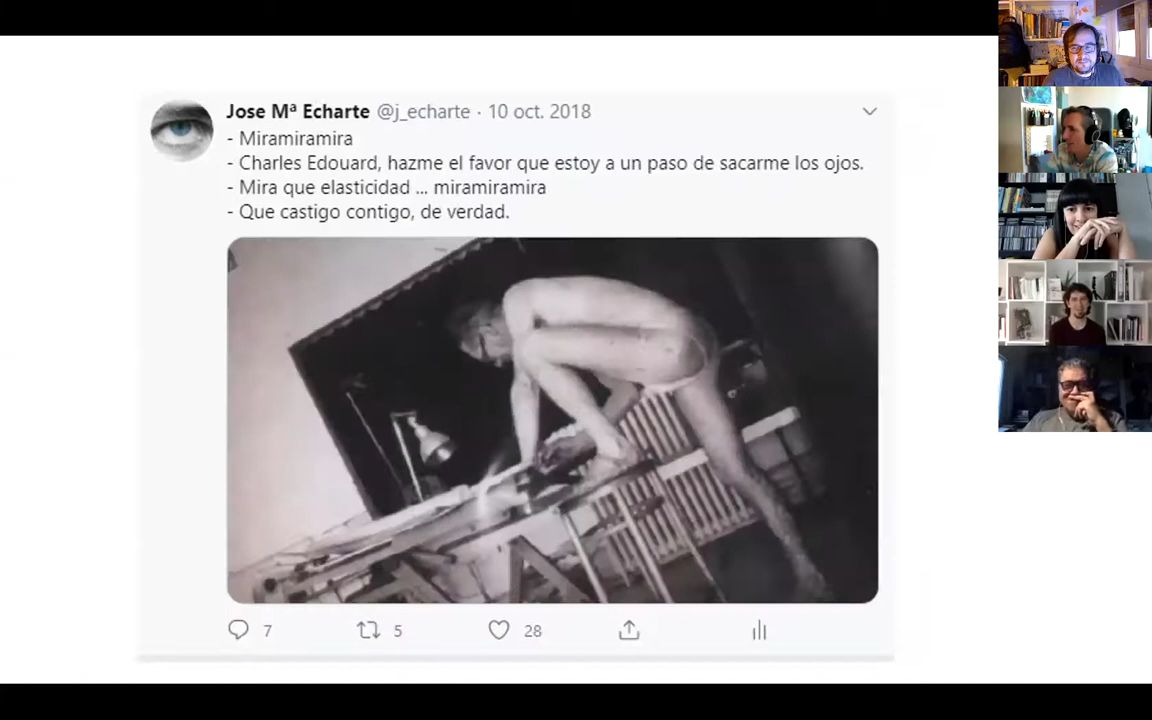 Jose Mª Echarte @j_echarte · 10 oct. 2018
- Miramiramira
- Charles Edouard, hazme el favor que estoy a un paso de sacarme los ojos.
- Mira que elasticidad ... miramiramira
- Que castigo contigo, de verdad.
7 5 28